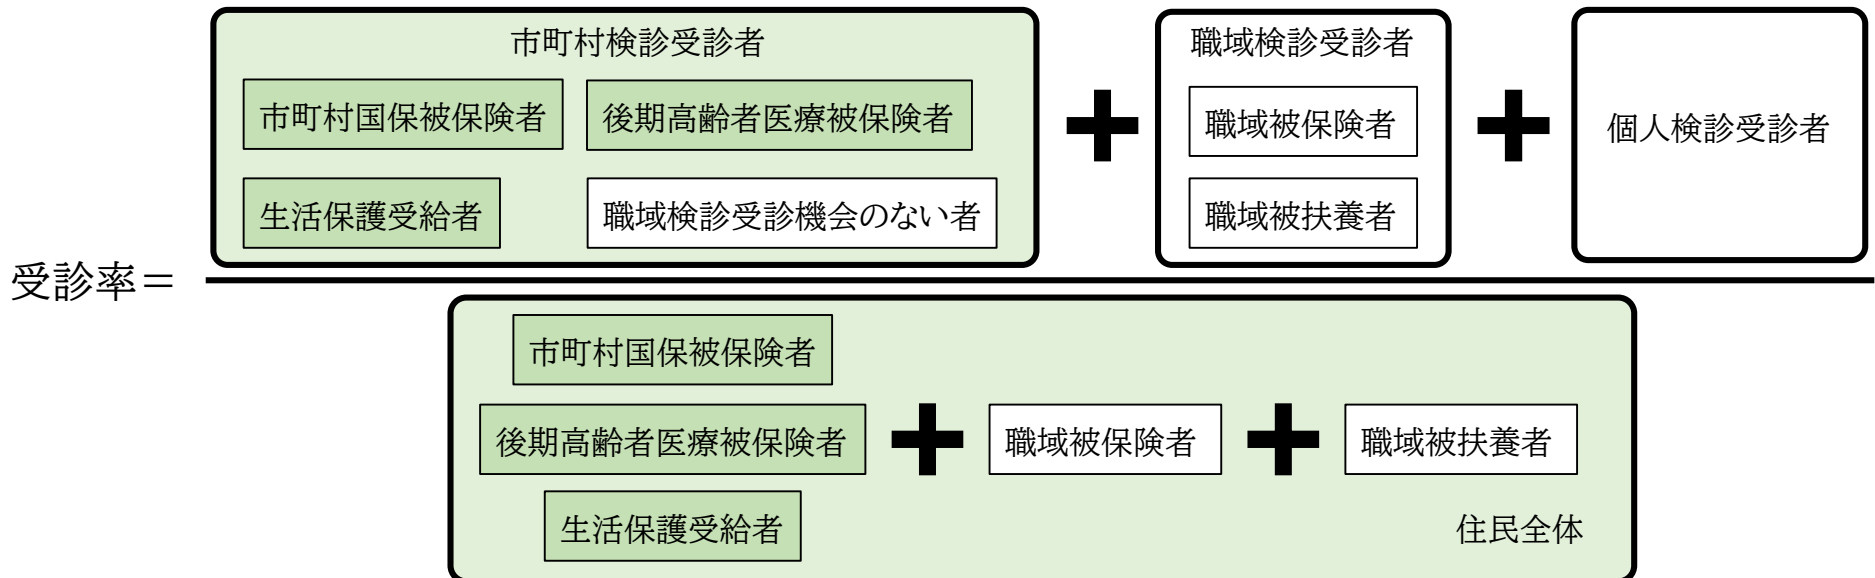 市町村検診受診者
市町村国保被保険者
後期高齢者医療被保険者
生活保護受給者
職域検診受診機会のない者
+
職域検診受診者
職域被保険者
職域被扶養者
+
個人検診受診者
受診率＝
市町村国保被保険者
後期高齢者医療被保険者
生活保護受給者
+
職域被保険者
+
職域被扶養者
住民全体